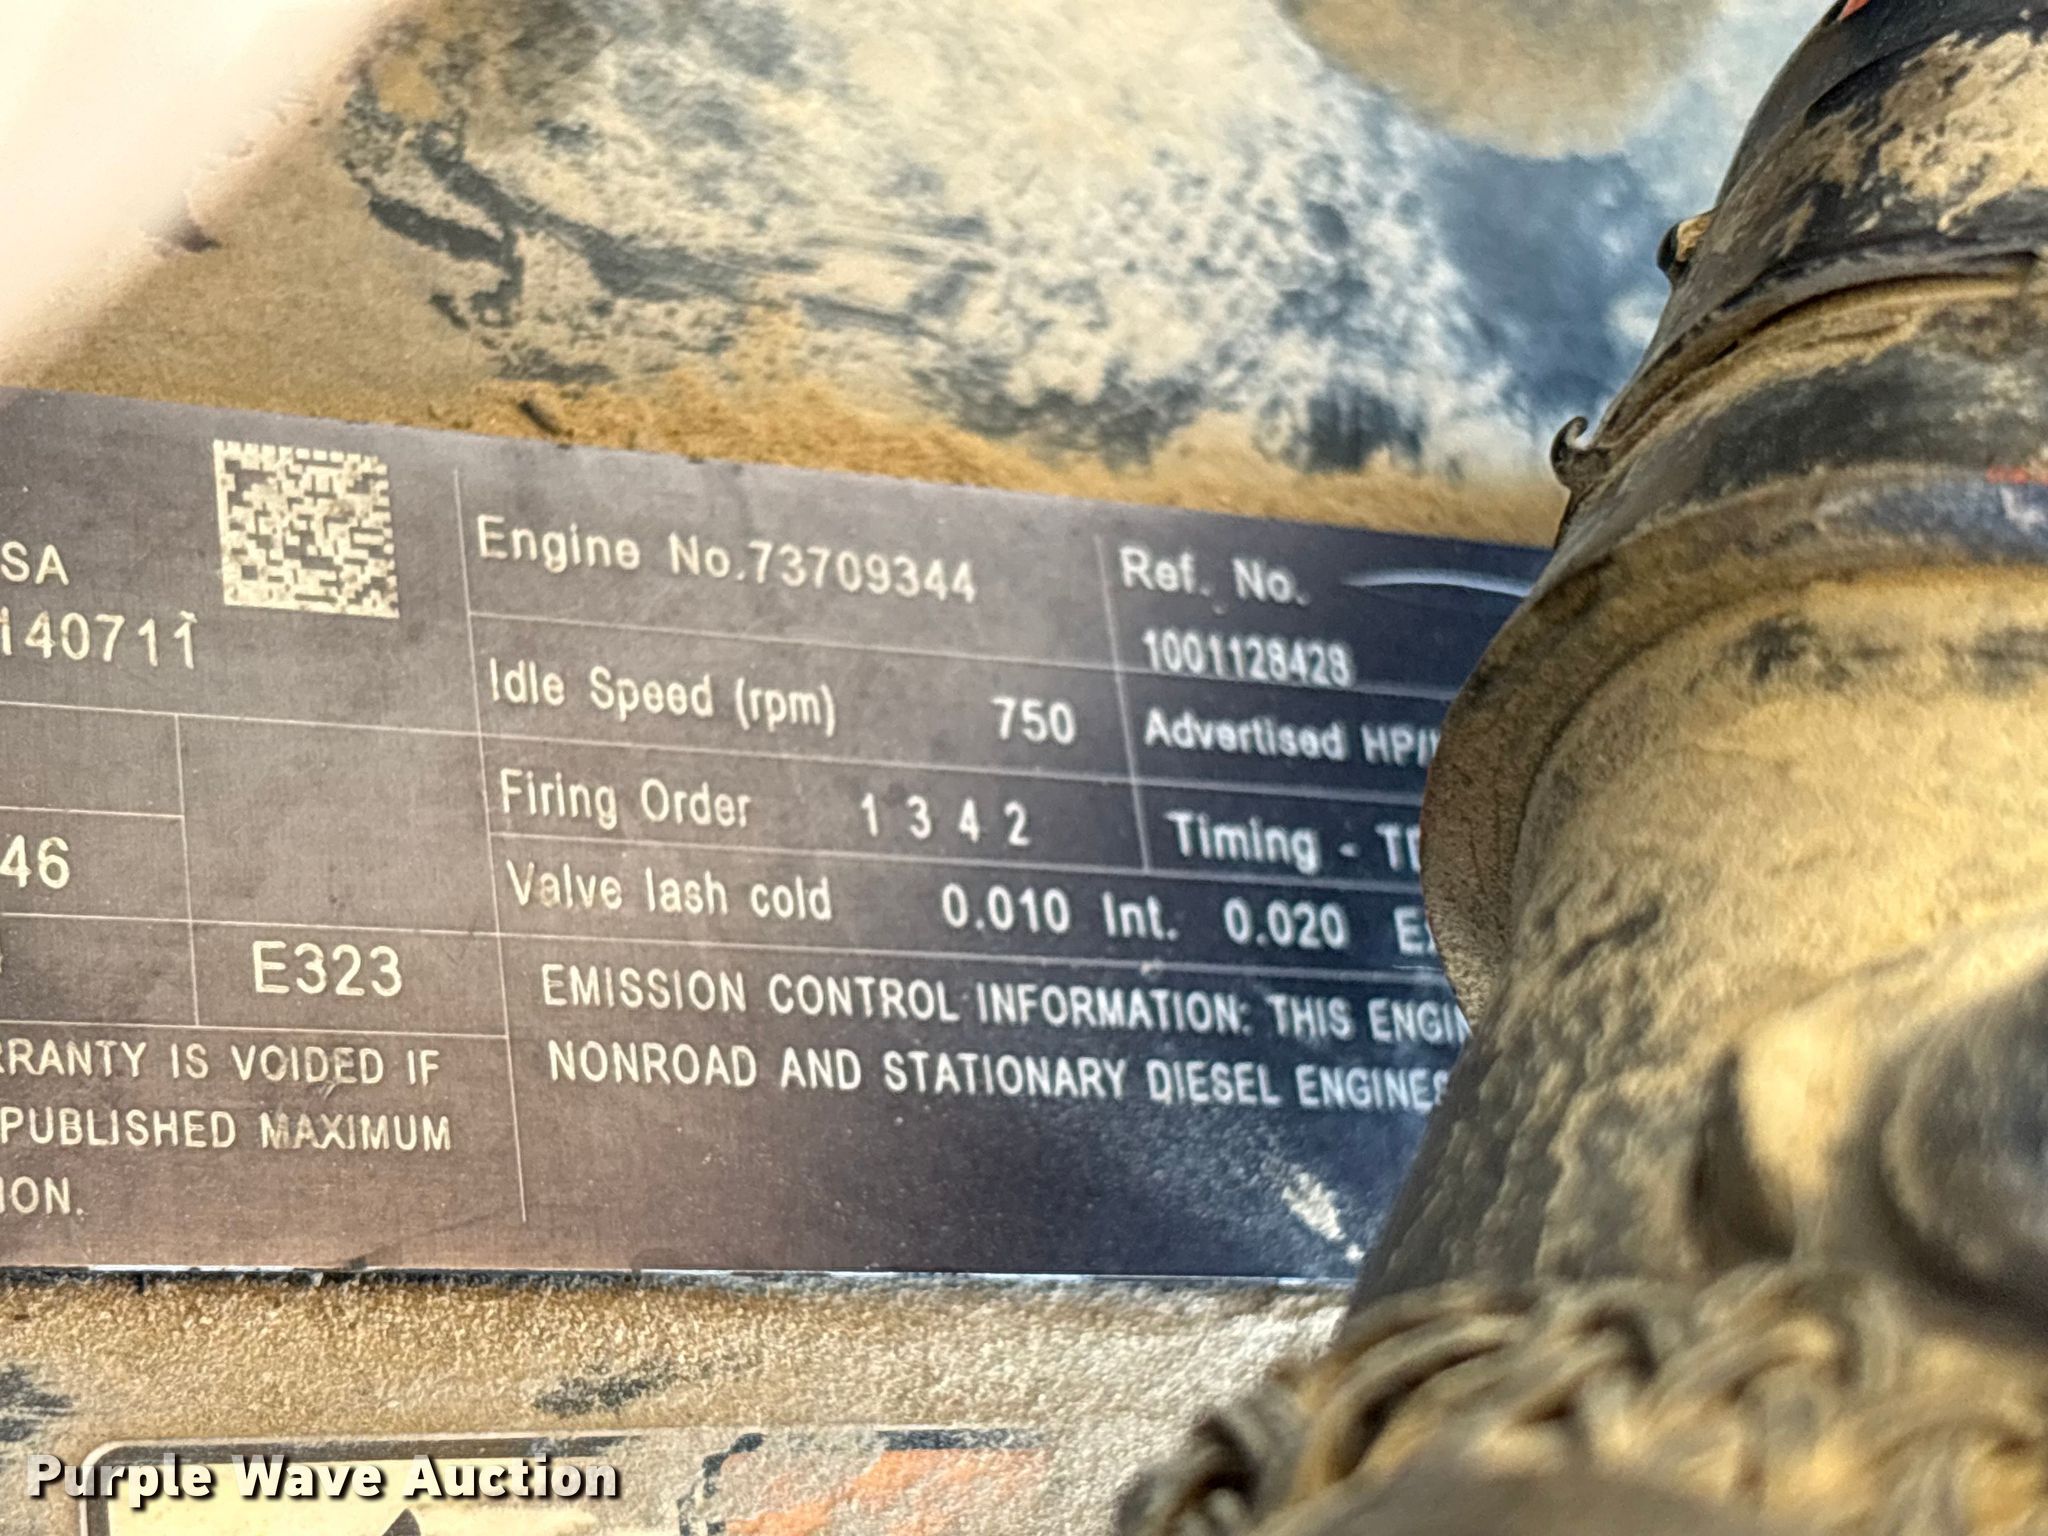 SA
140711
46
E323
RRANTY IS VOIDED IF
PUBLISHED MAXIMUM
ION.
Engine No.73709344
Idle Speed (rpm) 750
Firing Order 1 3 4 2
Valve lash cold 0.010 Int. 0.020
EMISSION CONTROL INFORMATION: THIS ENGIN
NONROAD AND STATIONARY DIESEL ENGINES
Ref. No.
1001128428
Advertised HP/
Timing - TD
Purple Wave Auction